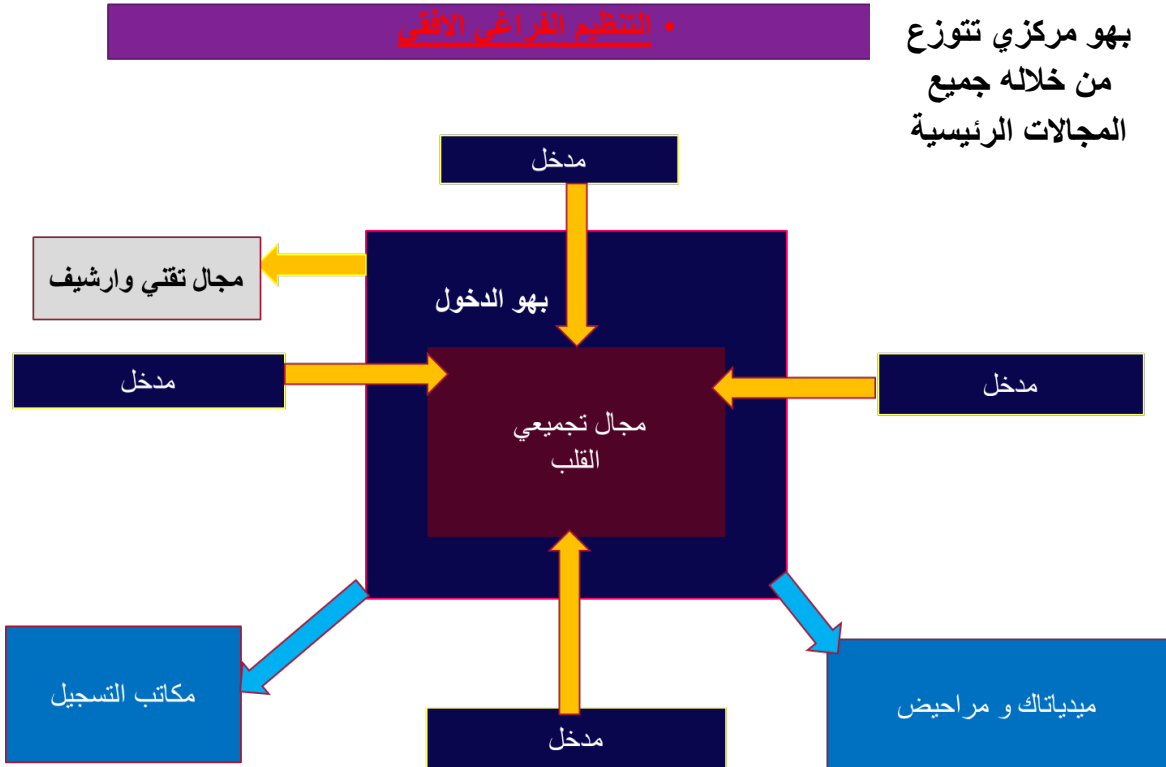 • التنظيم الفراغي الافقي
بهو مركزي تتوزع
من خلاله جميع
المجالات الرئيسية
مدخل
مجال تقني وارشيف
بهو الدخول
مدخل
مدخل
مجال تجميعي
القلب
مكاتب التسجيل
ميدياتاك و مراحيض
مدخل